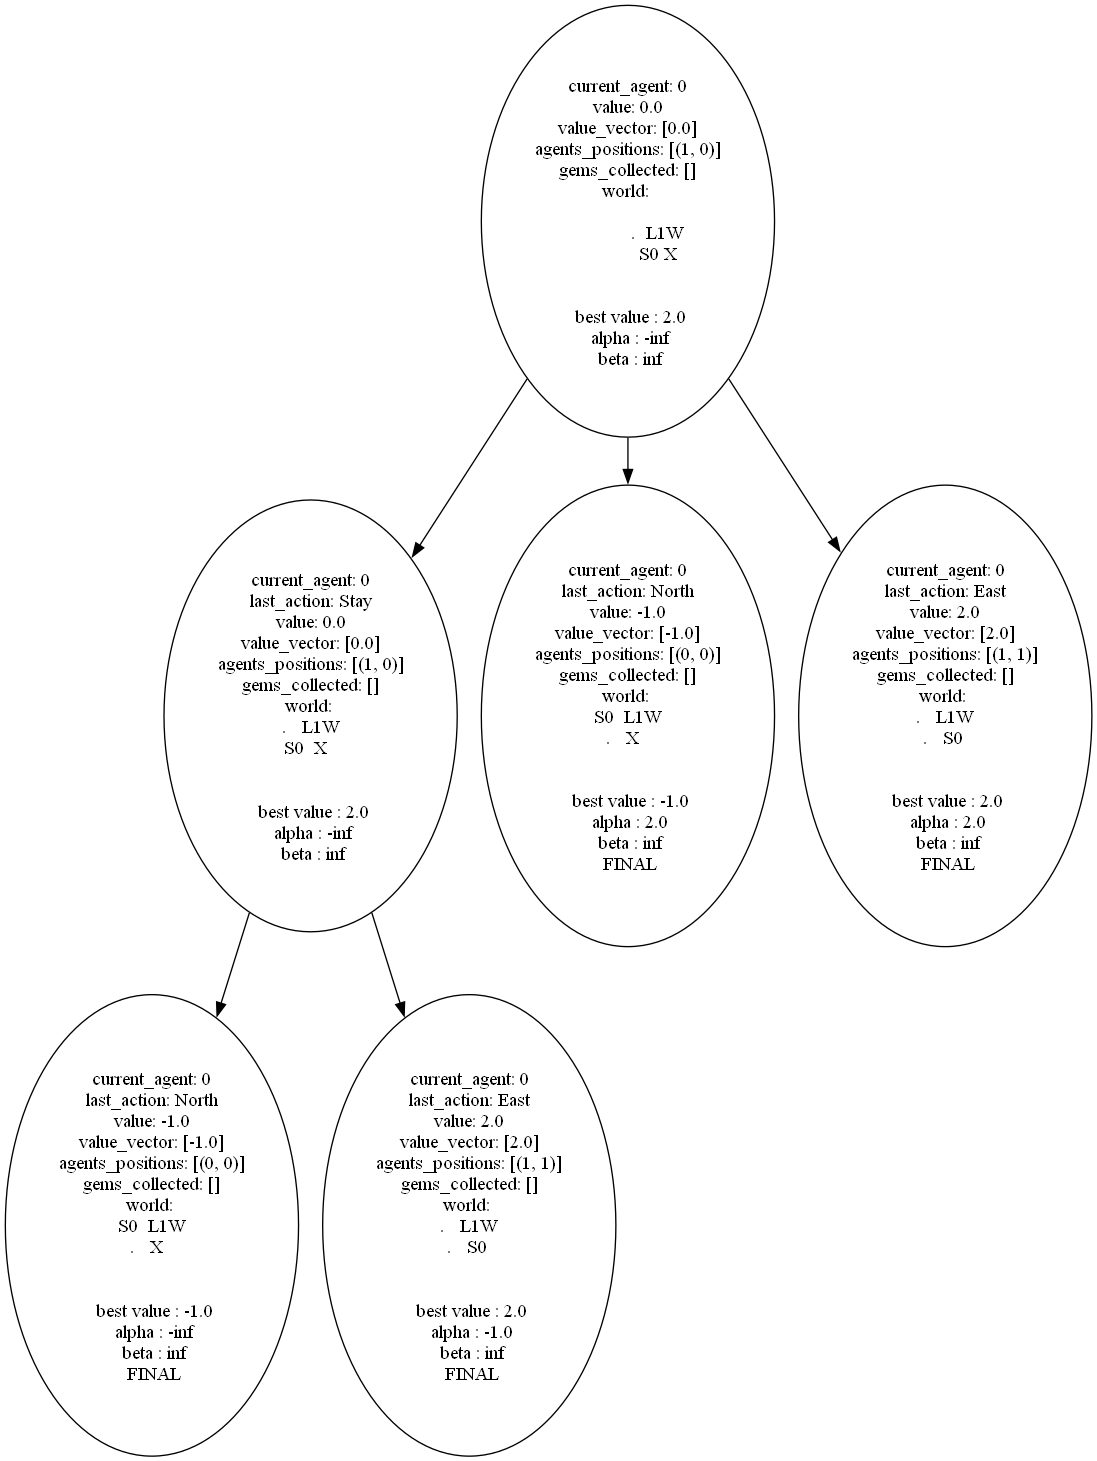 current_agent: 0
value: 0.0
value_vector: [0.0]
agents_positions: [(1, 0)]
gems_collected: []
world:
. L1W
S0 X
best value : 2.0
alpha : -inf
beta : inf
current_agent: 0
last_action: Stay
value: 0.0
value_vector: [0.0]
agents_positions: [(1, 0)]
gems_collected: []
world:
. L1W
S0 X
best value : 2.0
alpha : -inf
beta : inf
current_agent: 0
last_action: North
value: -1.0
value_vector: [-1.0]
agents_positions: [(0, 0)]
gems_collected: []
world:
S0 L1W
. X
best value : -1.0
alpha : 2.0
beta : inf
FINAL
current_agent: 0
last_action: East
value: 2.0
value_vector: [2.0]
agents_positions: [(1, 1)]
gems_collected: []
world:
. L1W
. S0
best value : 2.0
alpha : 2.0
beta : inf
FINAL
current_agent: 0
last_action: North
value: -1.0
value_vector: [-1.0]
agents_positions: [(0, 0)]
gems_collected: []
world:
S0 L1W
. X
best value : -1.0
alpha : -inf
beta : inf
FINAL
current_agent: 0
last_action: East
value: 2.0
value_vector: [2.0]
agents_positions: [(1, 1)]
gems_collected: []
world:
. L1W
. S0
best value : 2.0
alpha : -1.0
beta : inf
FINAL